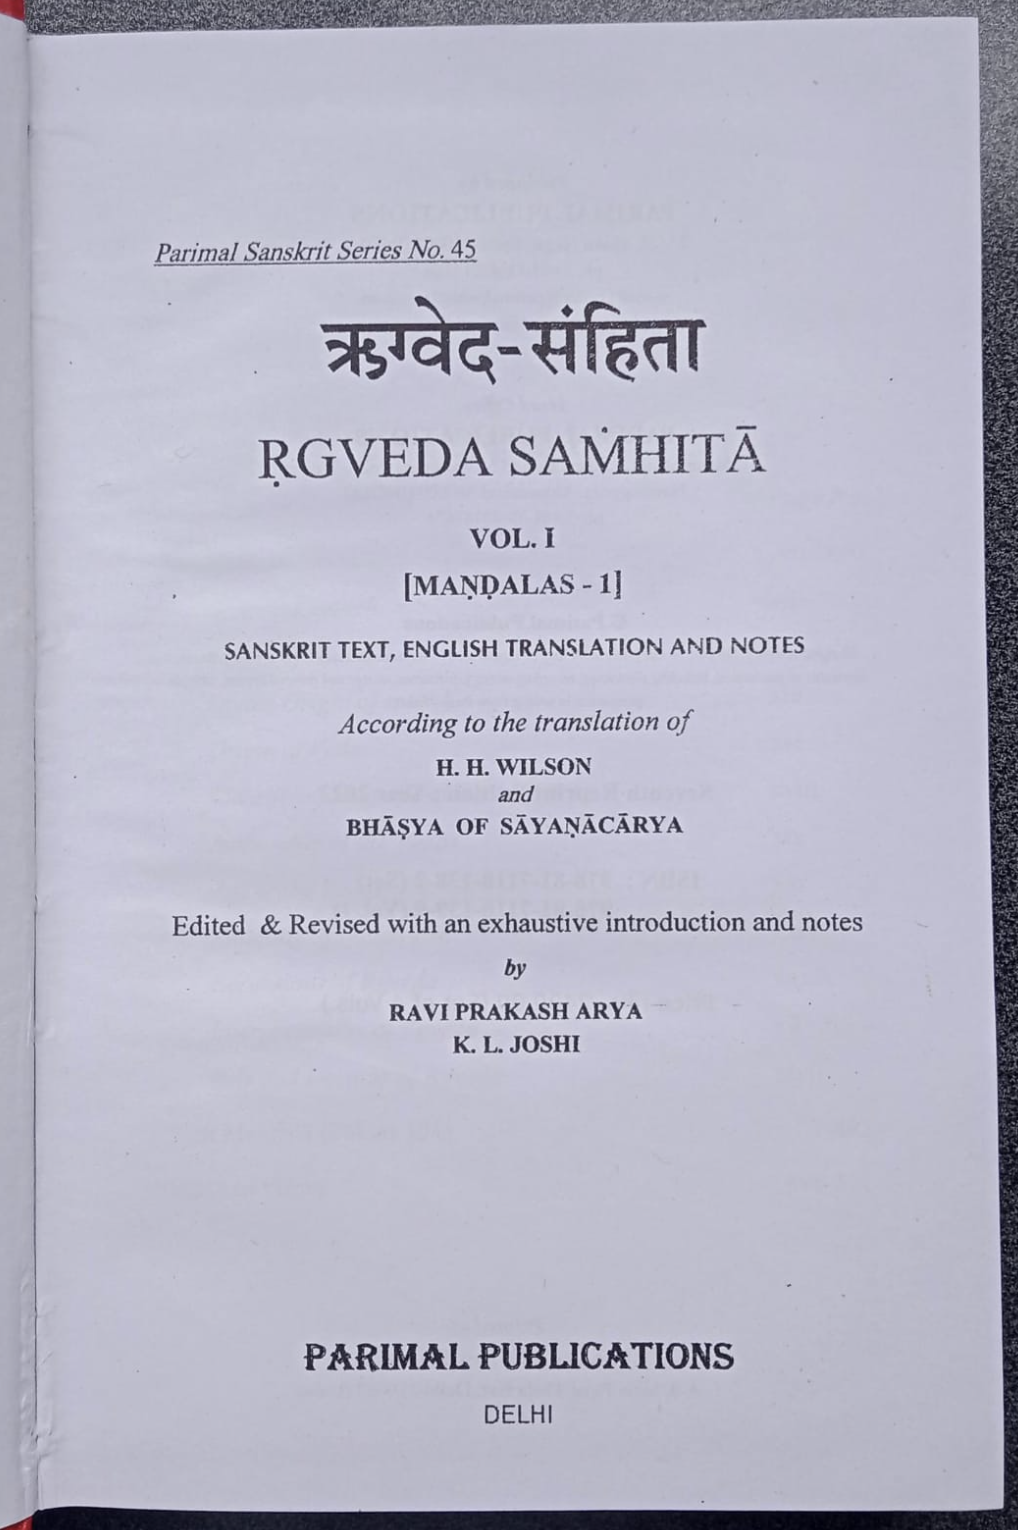 Parimal Sanskrit Series No. 45
ऋग्वेद-संहिता
ṚGVEDA SAṀHITĀ
VOL. I
[MAṆḌALAS - 1]
SANSKRIT TEXT, ENGLISH TRANSLATION AND NOTES
According to the translation of
H. H. WILSON
and
BHĀṢYA OF SĀYAṆĀCĀRYA
Edited & Revised with an exhaustive introduction and notes
by
RAVI PRAKASH ARYA
K. L. JOSHI
PARIMAL PUBLICATIONS
DELHI